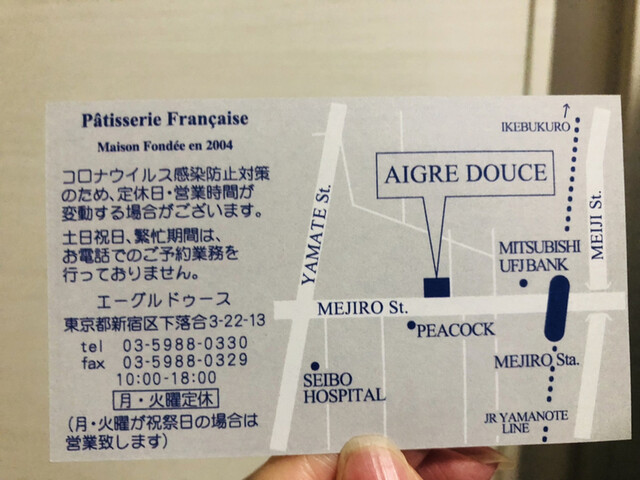 Pâtisserie Française
Maison Fondée en 2004
コロナウイルス感染防止対策
のため、定休日・営業時間が
変動する場合がございます。
土日祝日、繁忙期間は、
お電話でのご予約業務を
行っておりません。
エーグルドゥース
東京都新宿区下落合3-22-13
tel 03-5988-0330
fax 03-5988-0329
10:00-18:00
月・火曜定休
(月・火曜が祝祭日の場合は
営業致します)
IKEBUKURO
AIGRE DOUCE
YAMATE St.
MEIJI St.
MITSUBISHI
UFJ BANK
MEJIRO St.
PEACOCK
MEJIRO Sta.
SEIBO
HOSPITAL
JR YAMANOTE
LINE